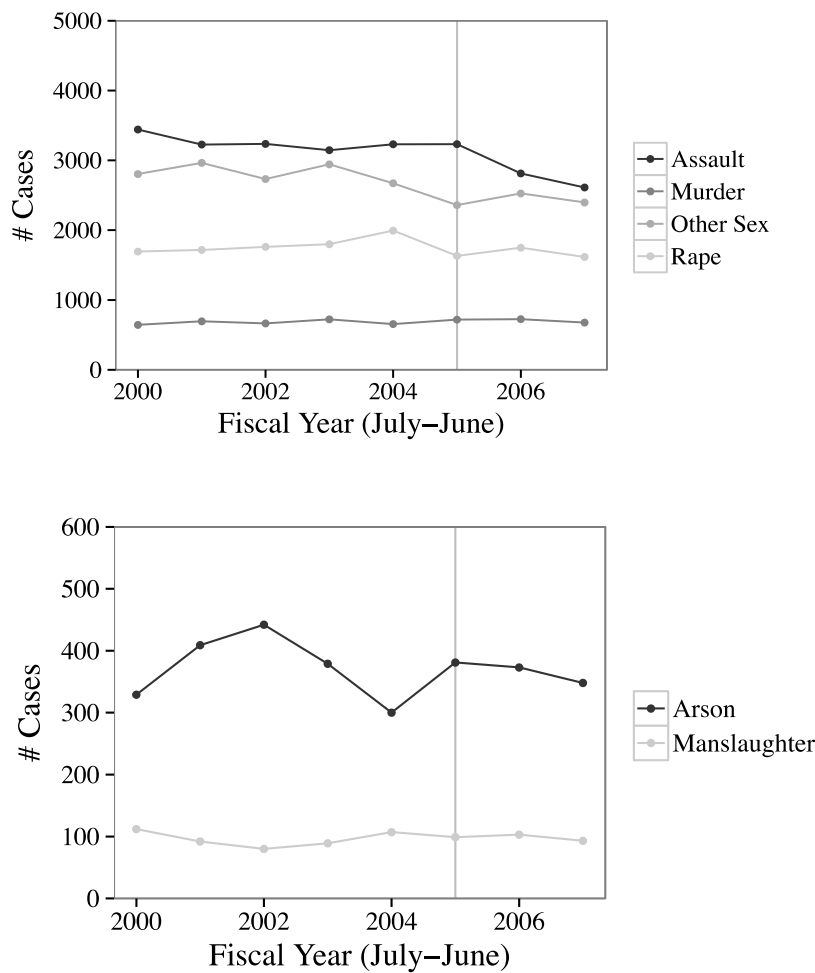 5000
4000
3000
2000
1000
0
# Cases
2000 2002 2004 2006
Fiscal Year (July–June)
Assault
Murder
Other Sex
Rape
600
500
400
300
200
100
0
# Cases
2000 2002 2004 2006
Fiscal Year (July–June)
Arson
Manslaughter